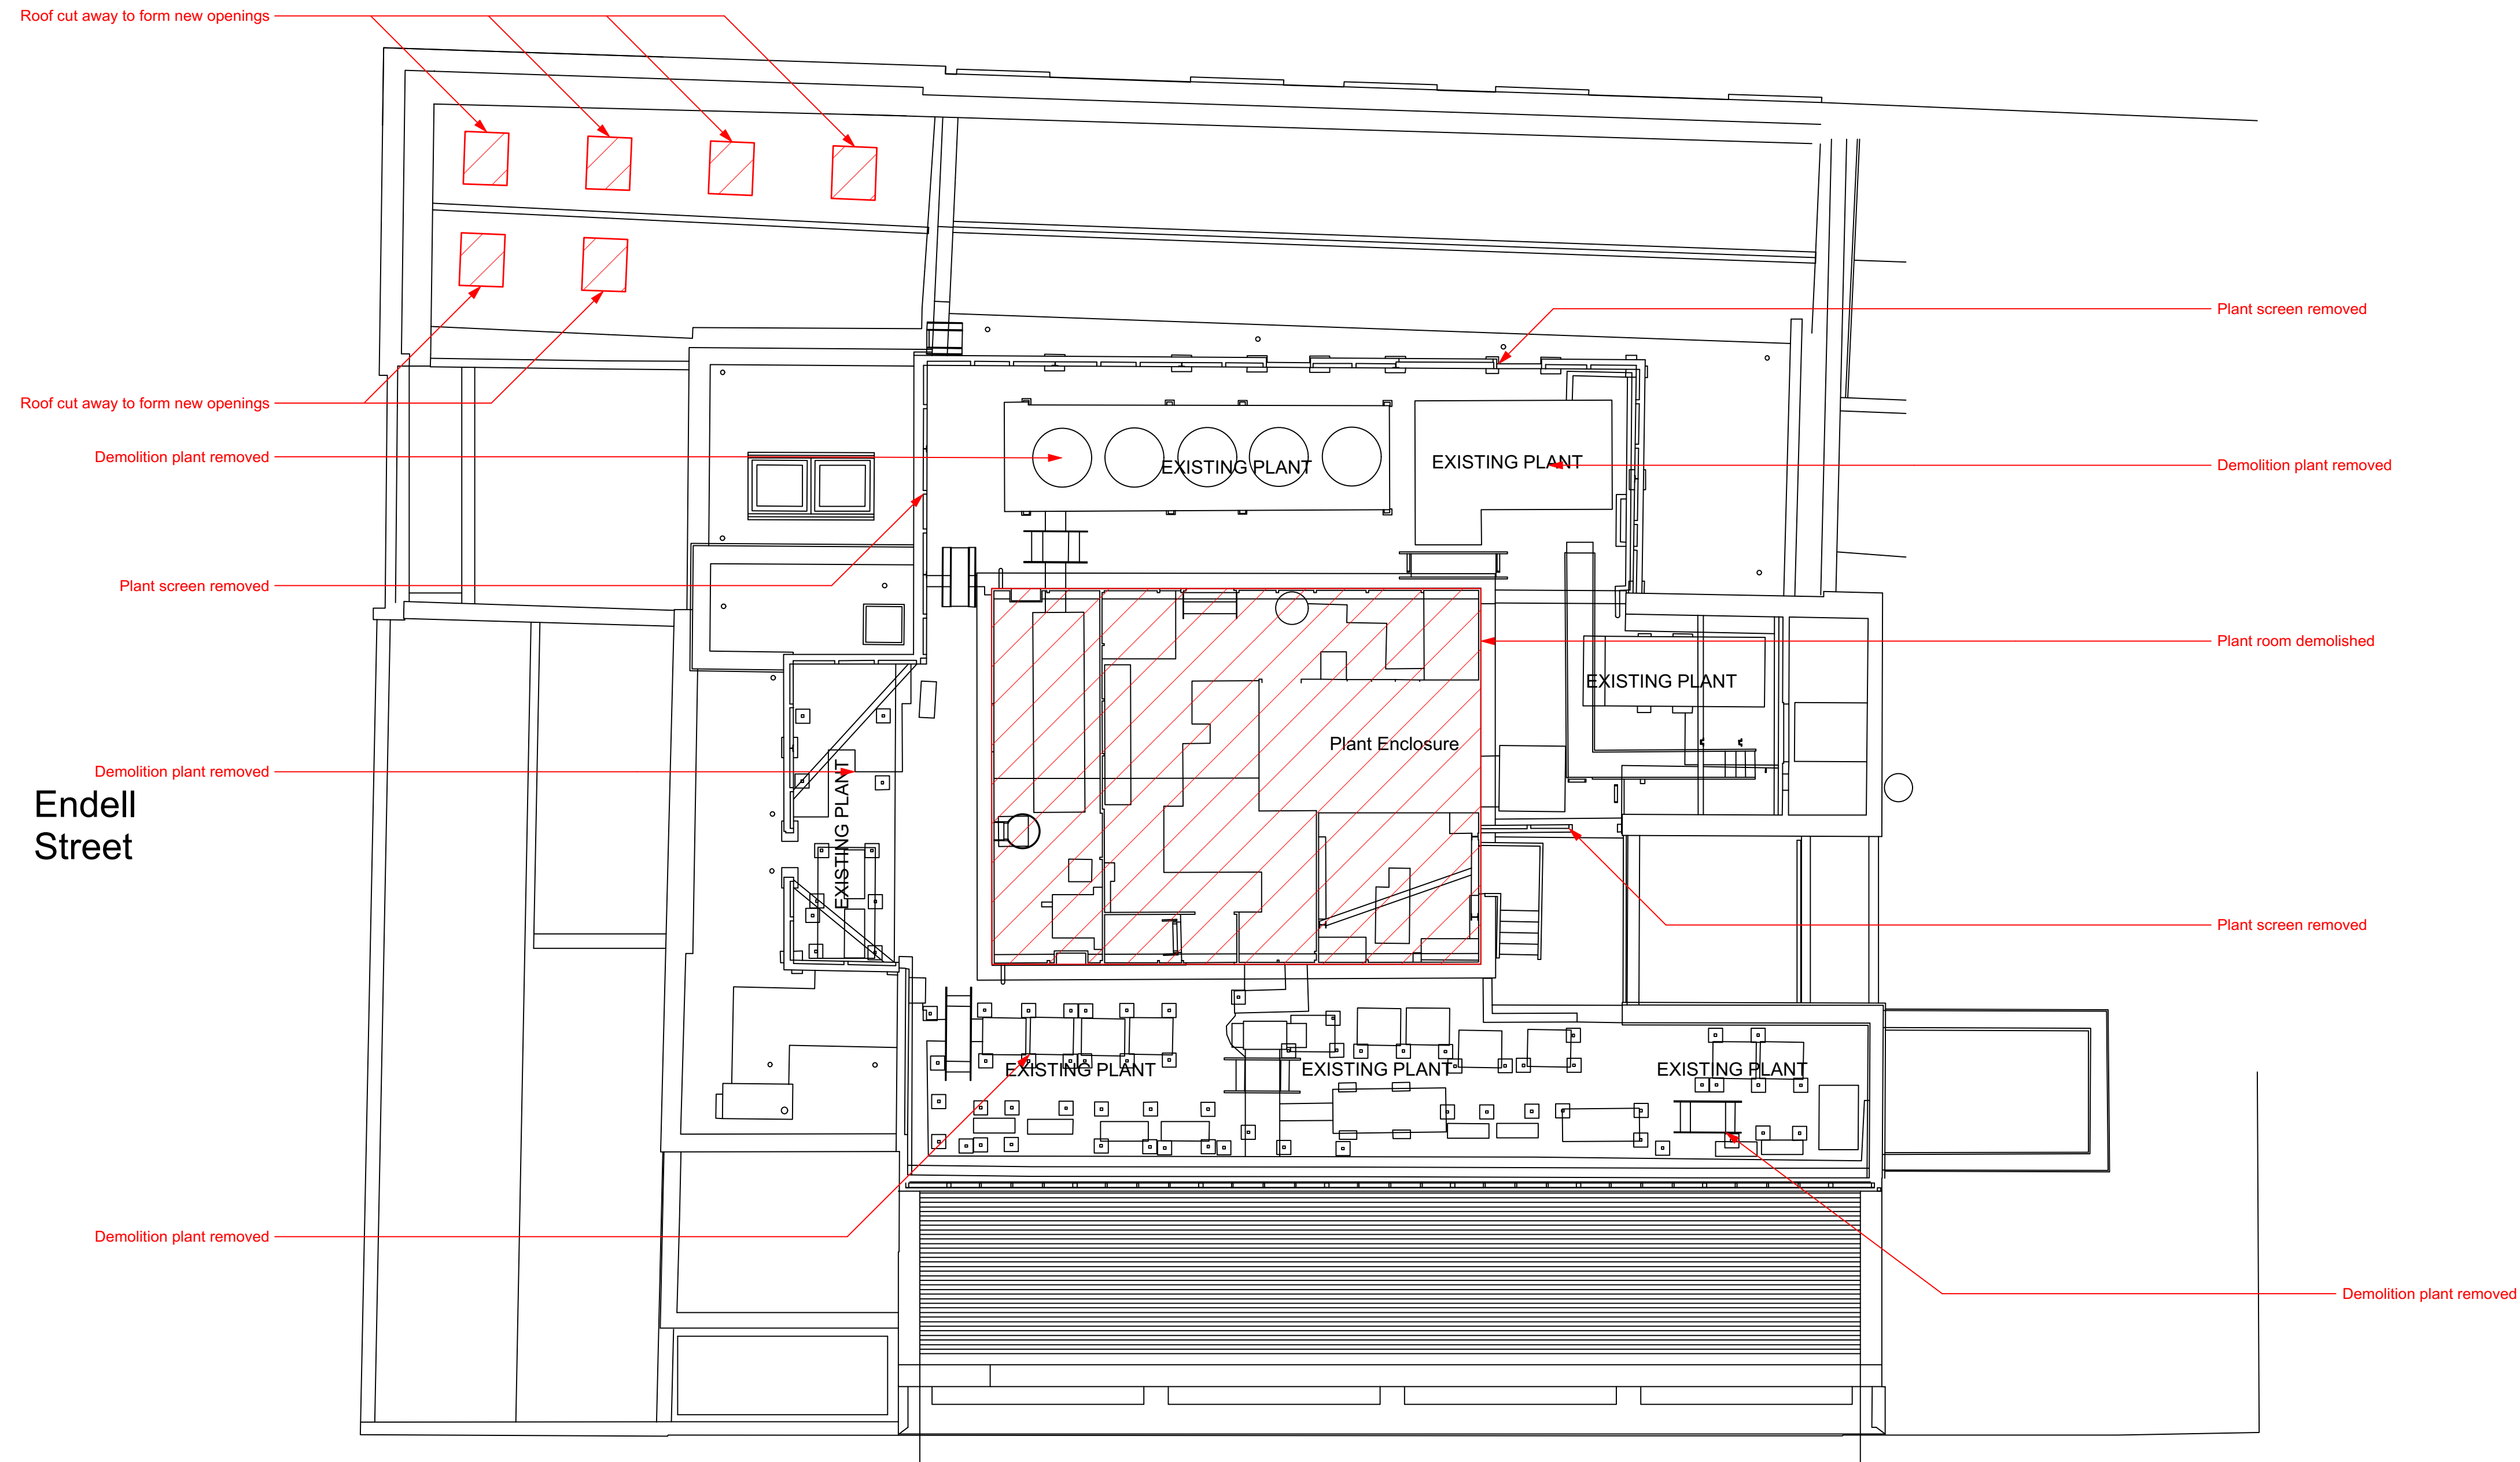 Roof cut away to form new openings
Plant screen removed
Roof cut away to form new openings
Demolition plant removed
EXISTING PLANT
EXISTING PLANT
Demolition plant removed
Plant screen removed
Plant room demolished
EXISTING PLANT
Plant Enclosure
Demolition plant removed
Endell
Street
EXISTING PLANT
Plant screen removed
EXISTING PLANT
EXISTING PLANT
EXISTING PLANT
Demolition plant removed
Demolition plant removed